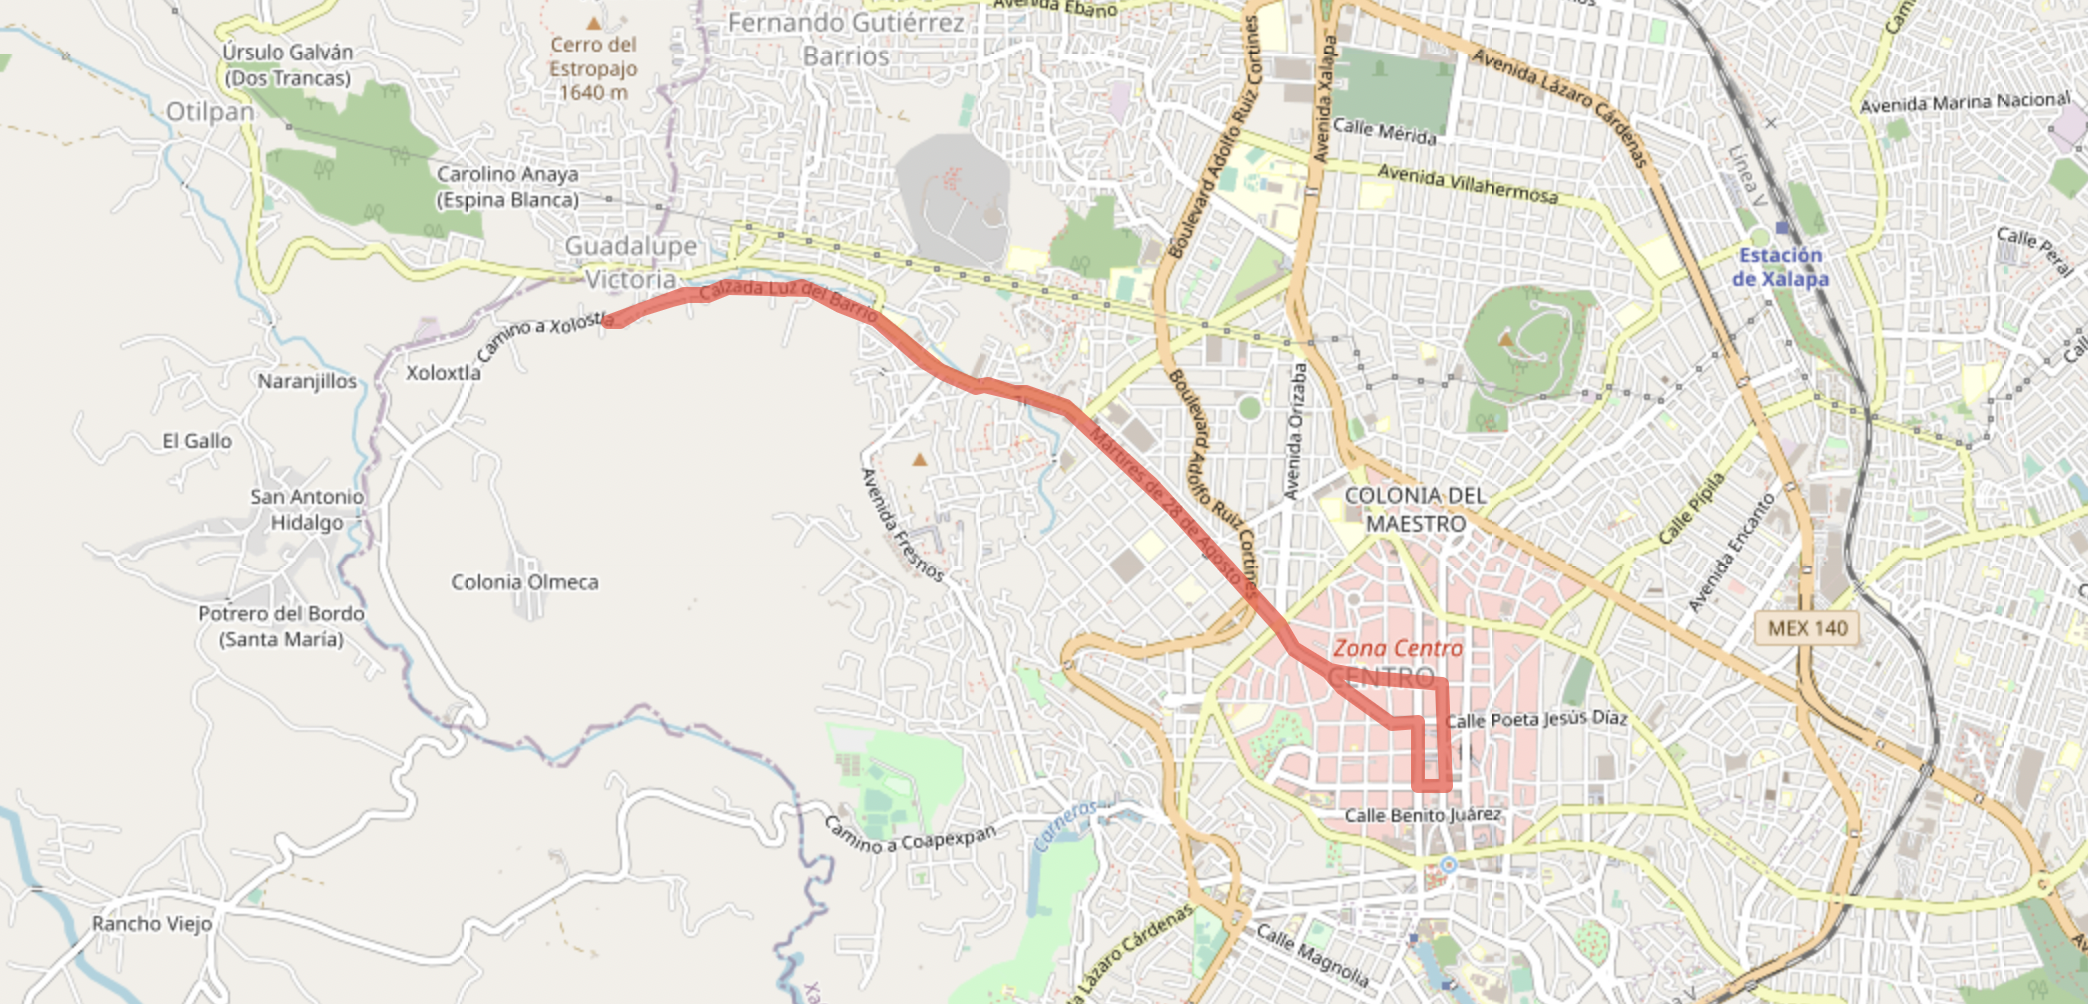 Avenida Ébano
Fernando Gutiérrez
Barrios
Cerro del
Estropajo
1640 m
Úrsulo Galván
(Dos Trancas)
Otilpan
Carolino Anaya
(Espina Blanca)
Guadalupe
Victoria
Boulevard Adolfo Ruiz Cortines
Avenida Xalapa
Avenida Lázaro Cárdenas
Calle Mérida
Avenida Villahermosa
Avenida Marina Nacional
Línea V
Estación
de Xalapa
Calle Peral
Calzada Luz del Barrio
Camino a Xolostla
Xoloxtla
Naranjillos
El Gallo
San Antonio
Hidalgo
Potrero del Bordo
(Santa María)
Colonia Olmeca
Avenida Fresnos
Mártires de 28 de Agosto
Boulevard Adolfo Ruiz Cortines
Avenida Orizaba
COLONIA DEL
MAESTRO
Calle Pípila
Avenida Encanto
MEX 140
Zona Centro
CENTRO
Calle Poeta Jesús Díaz
Calle Benito Juárez
Carneros
Camino a Coapexpan
Rancho Viejo
Lázaro Cárdenas
Calle Magnolia